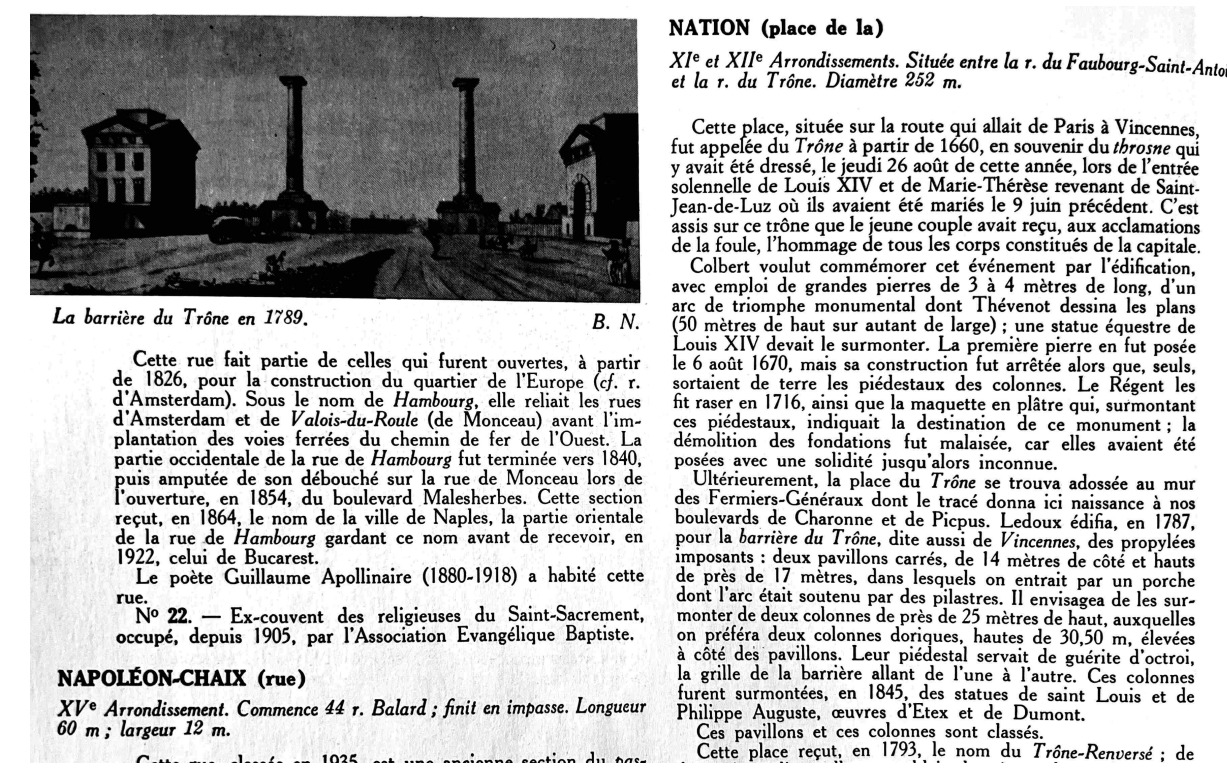 La barrière du Trône en 1789.
B. N.
Cette rue fait partie de celles qui furent ouvertes, à partir
de 1826, pour la construction du quartier de l'Europe (cf. r.
d'Amsterdam). Sous le nom de Hambourg, elle reliait les rues
d'Amsterdam et de Valois-du-Roule (de Monceau) avant l'im-
plantation des voies ferrées du chemin de fer de l'Ouest. La
partie occidentale de la rue de Hambourg fut terminée vers 1840,
puis amputée de son débouché sur la rue de Monceau lors de
l'ouverture, en 1854, du boulevard Malesherbes. Cette section
reçut, en 1864, le nom de la ville de Naples, la partie orientale
de la rue de Hambourg gardant ce nom avant de recevoir, en
1922, celui de Bucarest.
Le poète Guillaume Apollinaire (1880-1918) a habité cette
rue.
Nº 22. — Ex-couvent des religieuses du Saint-Sacrement,
occupé, depuis 1905, par l'Association Evangélique Baptiste.
NAPOLÉON-CHAIX (rue)
XVe Arrondissement. Commence 44 r. Balard ; finit en impasse. Longueur
60 m ; largeur 12 m.
Cette rue, classée en 1935, est une ancienne section du pas-
NATION (place de la)
XIe et XIIe Arrondissements. Située entre la r. du Faubourg-Saint-Antoi
et la r. du Trône. Diamètre 252 m.
Cette place, située sur la route qui allait de Paris à Vincennes,
fut appelée du Trône à partir de 1660, en souvenir du throsne qui
y avait été dressé, le jeudi 26 août de cette année, lors de l'entrée
solennelle de Louis XIV et de Marie-Thérèse revenant de Saint-
Jean-de-Luz où ils avaient été mariés le 9 juin précédent. C'est
assis sur ce trône que le jeune couple avait reçu, aux acclamations
de la foule, l'hommage de tous les corps constitués de la capitale.
Colbert voulut commémorer cet événement par l'édification,
avec emploi de grandes pierres de 3 à 4 mètres de long, d'un
arc de triomphe monumental dont Thévenot dessina les plans
(50 mètres de haut sur autant de large) ; une statue équestre de
Louis XIV devait le surmonter. La première pierre en fut posée
le 6 août 1670, mais sa construction fut arrêtée alors que, seuls,
sortaient de terre les piédestaux des colonnes. Le Régent les
fit raser en 1716, ainsi que la maquette en plâtre qui, surmontant
ces piédestaux, indiquait la destination de ce monument ; la
démolition des fondations fut malaisée, car elles avaient été
posées avec une solidité jusqu'alors inconnue.
Ultérieurement, la place du Trône se trouva adossée au mur
des Fermiers-Généraux dont le tracé donna ici naissance à nos
boulevards de Charonne et de Picpus. Ledoux édifia, en 1787,
pour la barrière du Trône, dite aussi de Vincennes, des propylées
imposants : deux pavillons carrés, de 14 mètres de côté et hauts
de près de 17 mètres, dans lesquels on entrait par un porche
dont l'arc était soutenu par des pilastres. Il envisagea de les sur-
monter de deux colonnes de près de 25 mètres de haut, auxquelles
on préféra deux colonnes doriques, hautes de 30,50 m, élevées
à côté des pavillons. Leur piédestal servait de guérite d'octroi,
la grille de la barrière allant de l'une à l'autre. Ces colonnes
furent surmontées, en 1845, des statues de saint Louis et de
Philippe Auguste, œuvres d'Etex et de Dumont.
Ces pavillons et ces colonnes sont classés.
Cette place reçut, en 1793, le nom du Trône-Renversé ; de